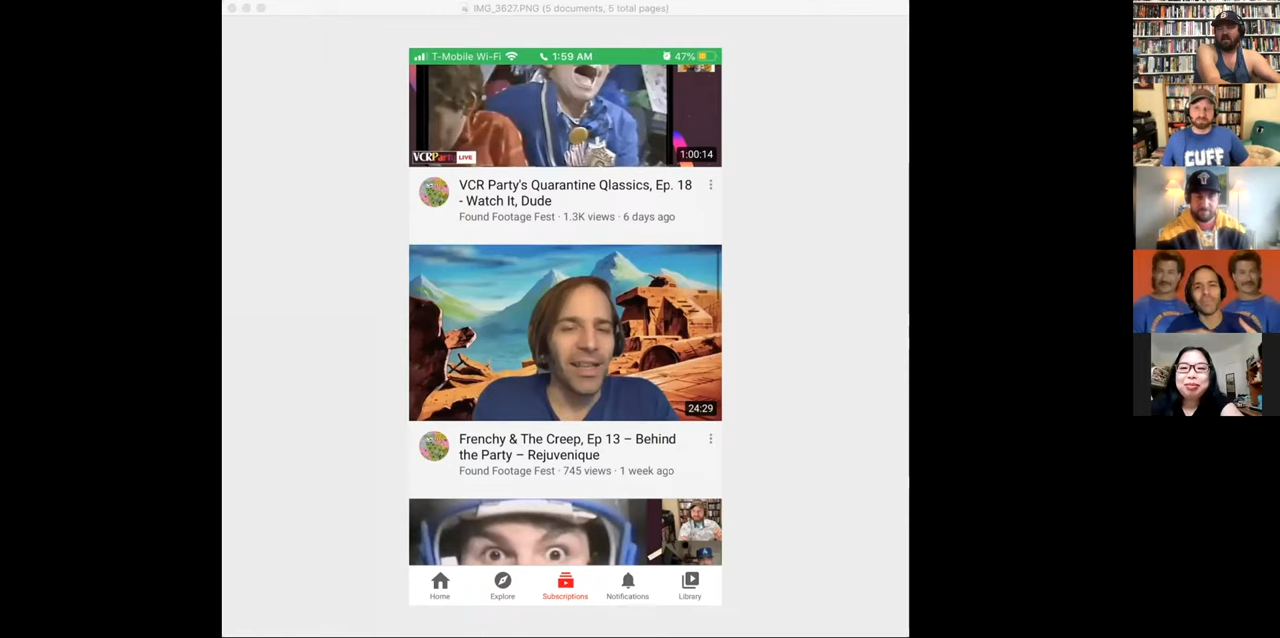 IMG_3627.PNG (5 documents, 5 total pages)
T-Mobile Wi-Fi 1:59 AM 47%
VCRParty LIVE
1:00:14
VCR Party's Quarantine Qlassics, Ep. 18
- Watch It, Dude
Found Footage Fest · 1.3K views · 6 days ago
24:29
Frenchy & The Creep, Ep 13 – Behind
the Party – Rejuvenique
Found Footage Fest · 745 views · 1 week ago
Home Explore Subscriptions Notifications Library
CUFF